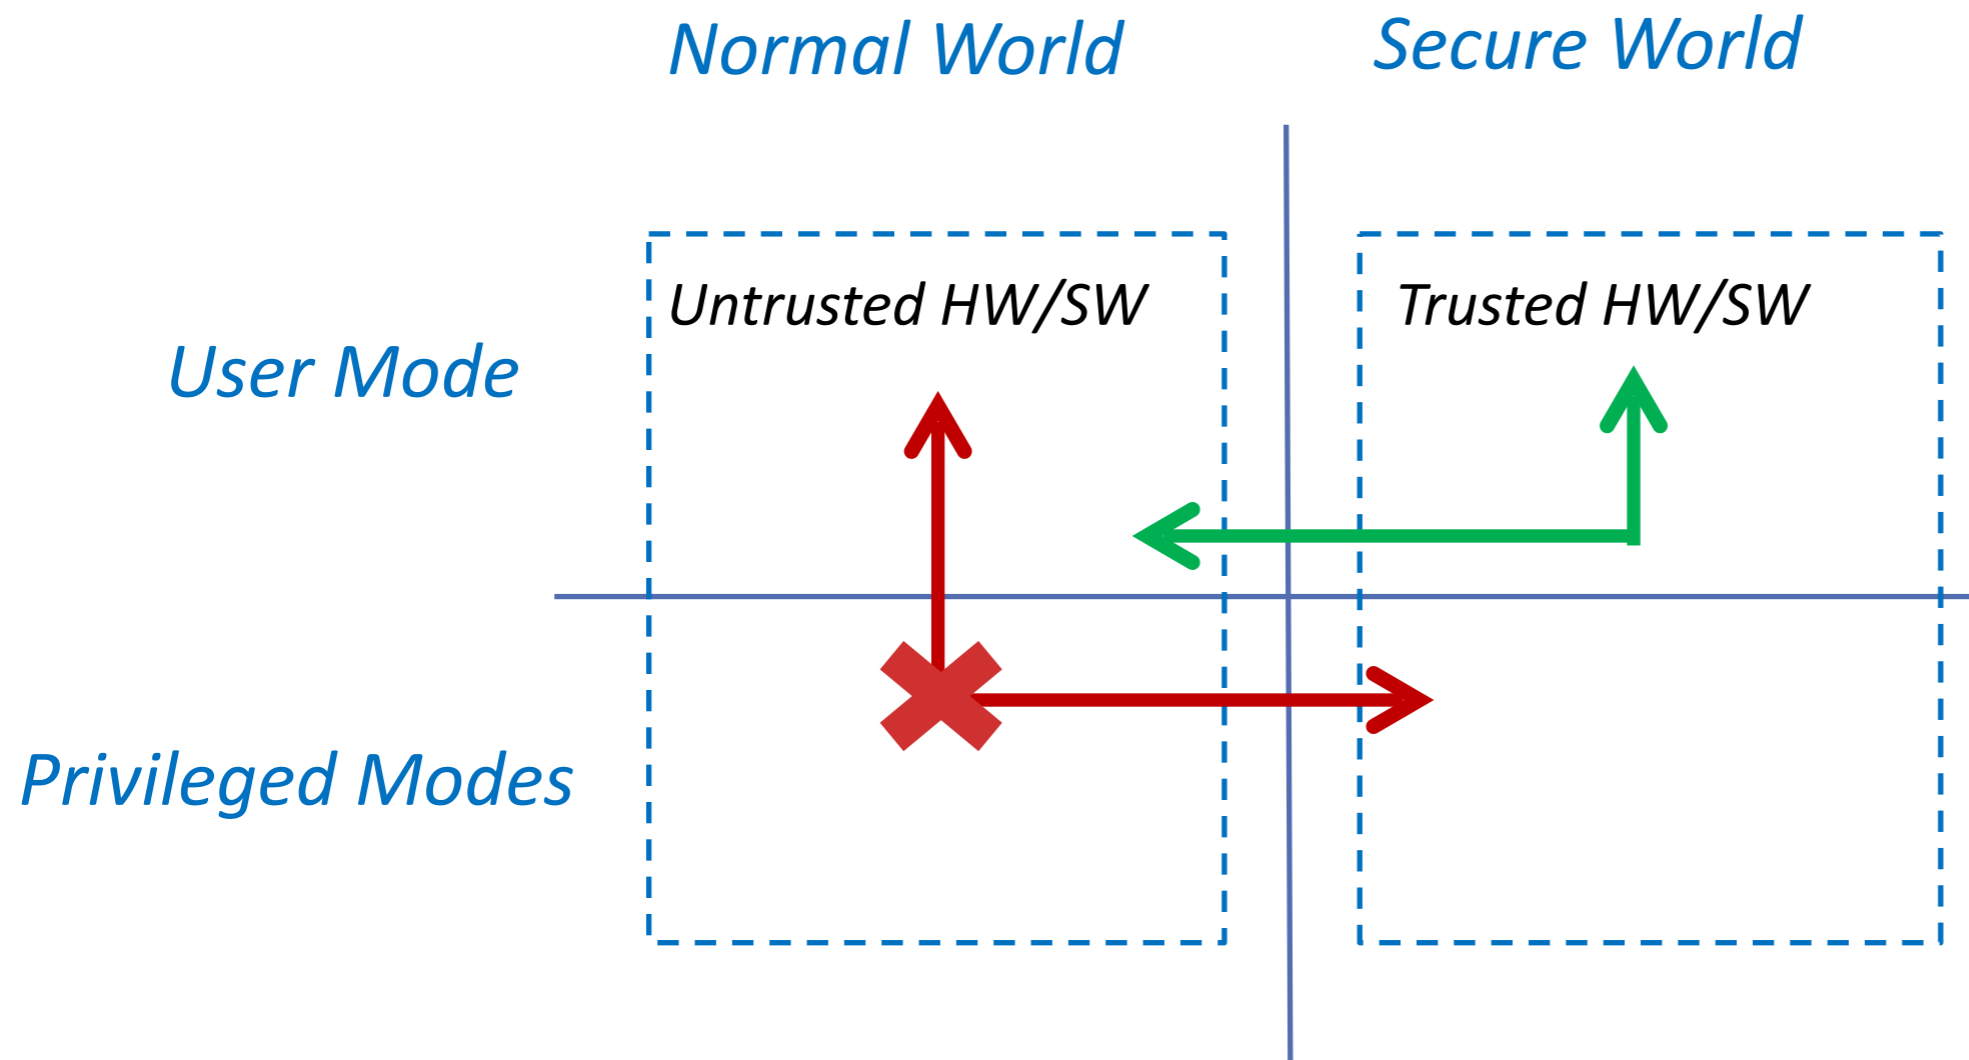 Normal World
Secure World
Untrusted HW/SW
Trusted HW/SW
User Mode
Privileged Modes